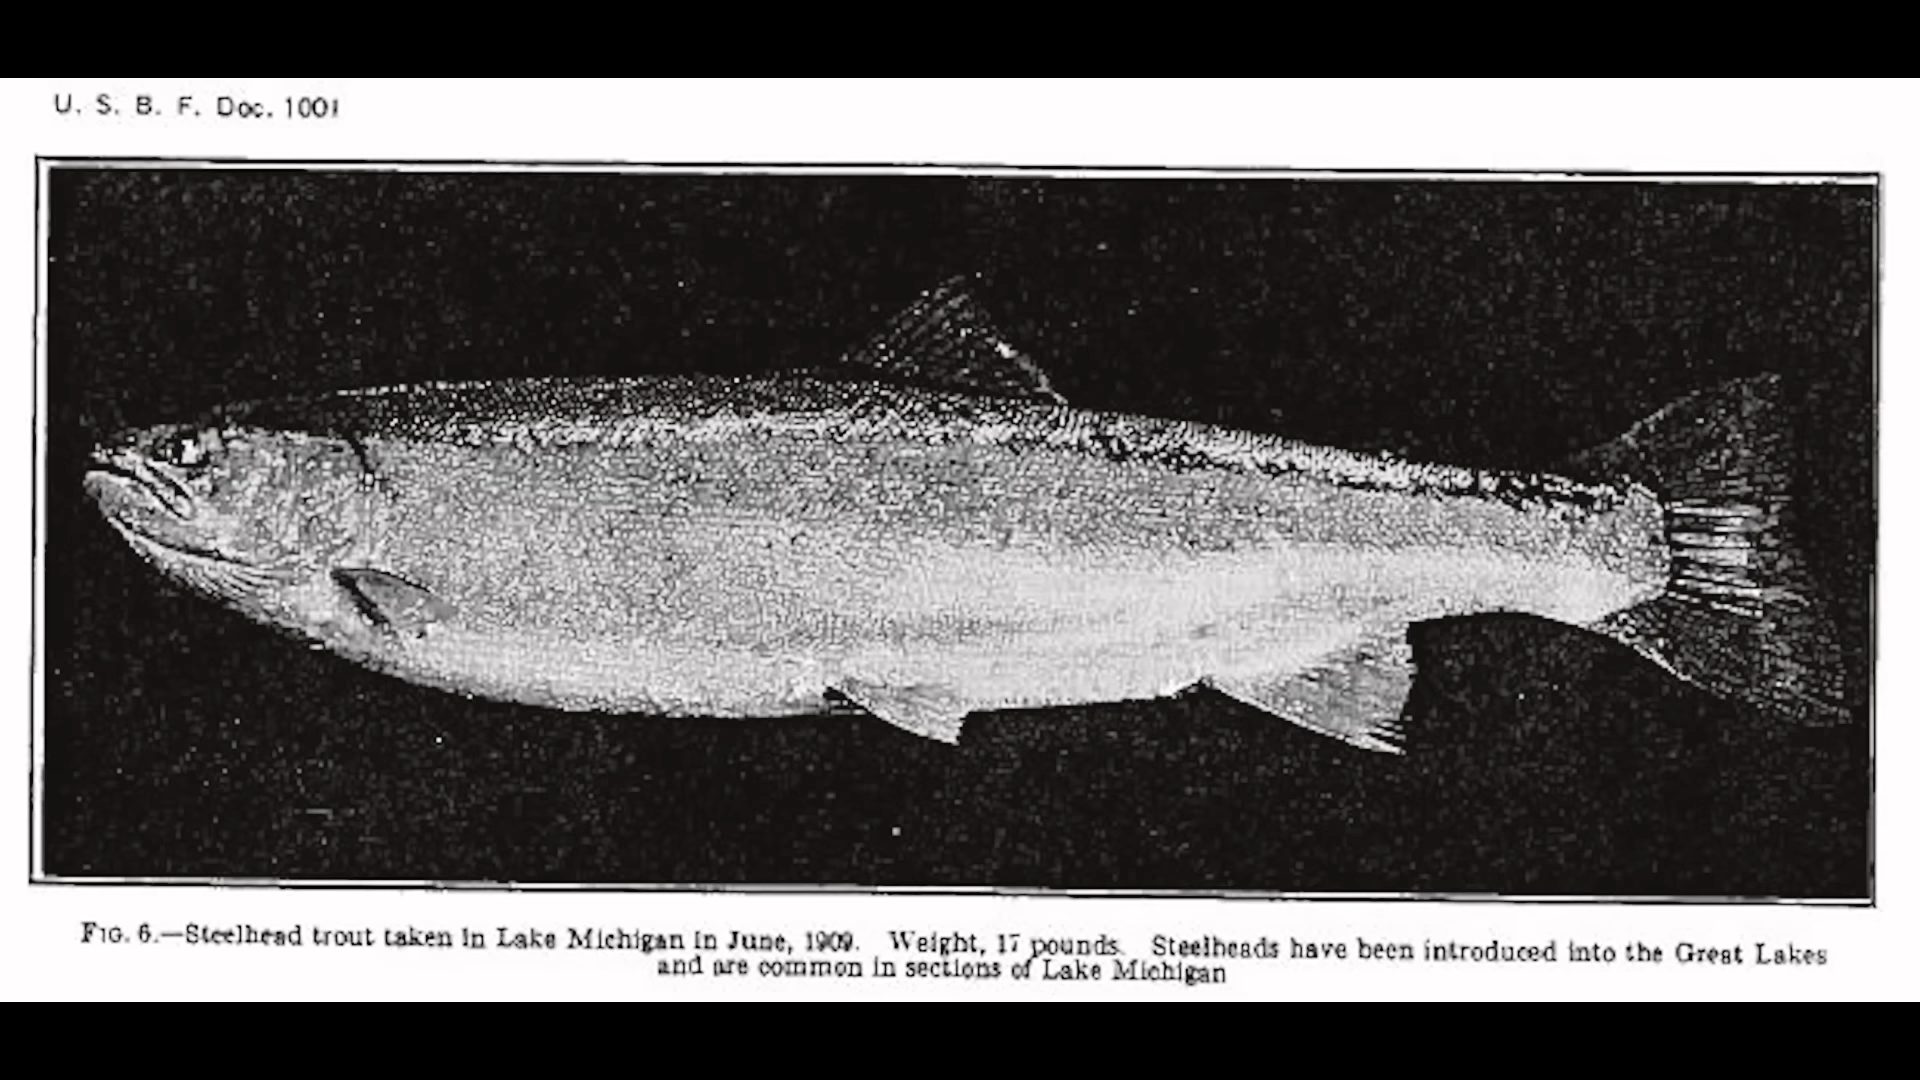 U. S. B. F. Doc. 1001
FIG. 6.—Steelhead trout taken in Lake Michigan in June, 1909. Weight, 17 pounds. Steelheads have been introduced into the Great Lakes
and are common in sections of Lake Michigan